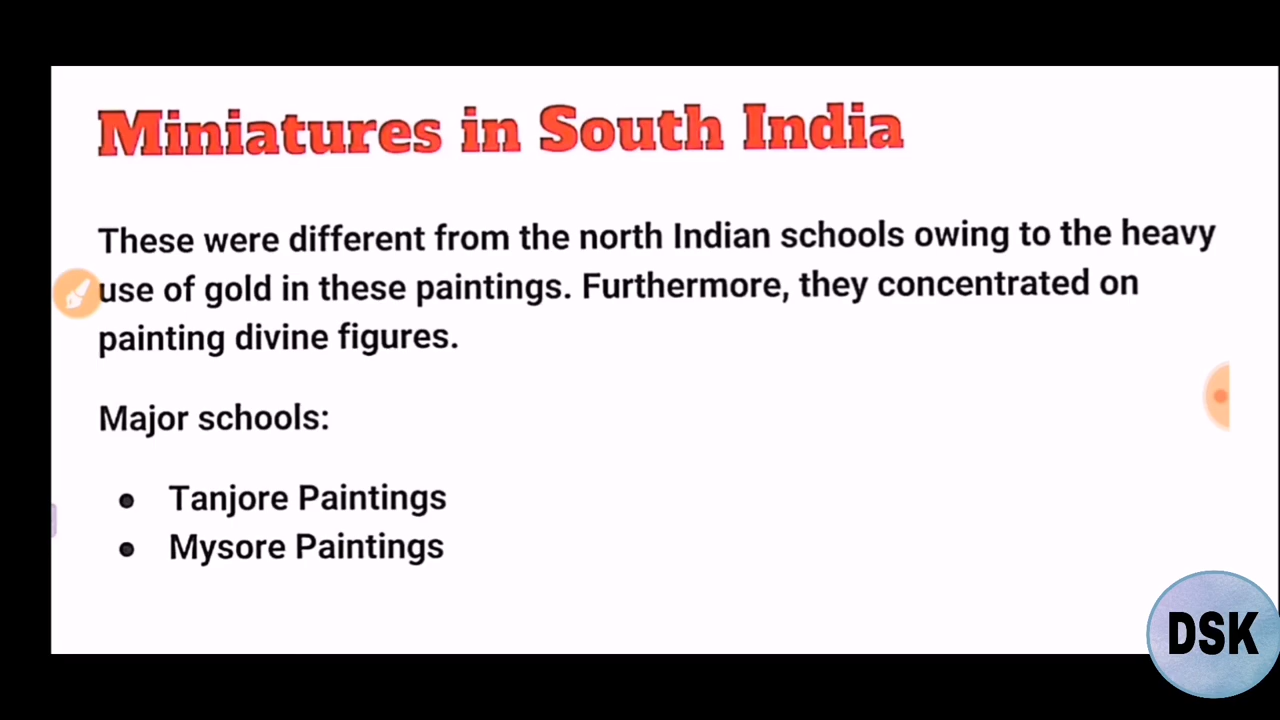 Miniatures in South India
These were different from the north Indian schools owing to the heavy
use of gold in these paintings. Furthermore, they concentrated on
painting divine figures.
Major schools:
• Tanjore Paintings
• Mysore Paintings
DSK